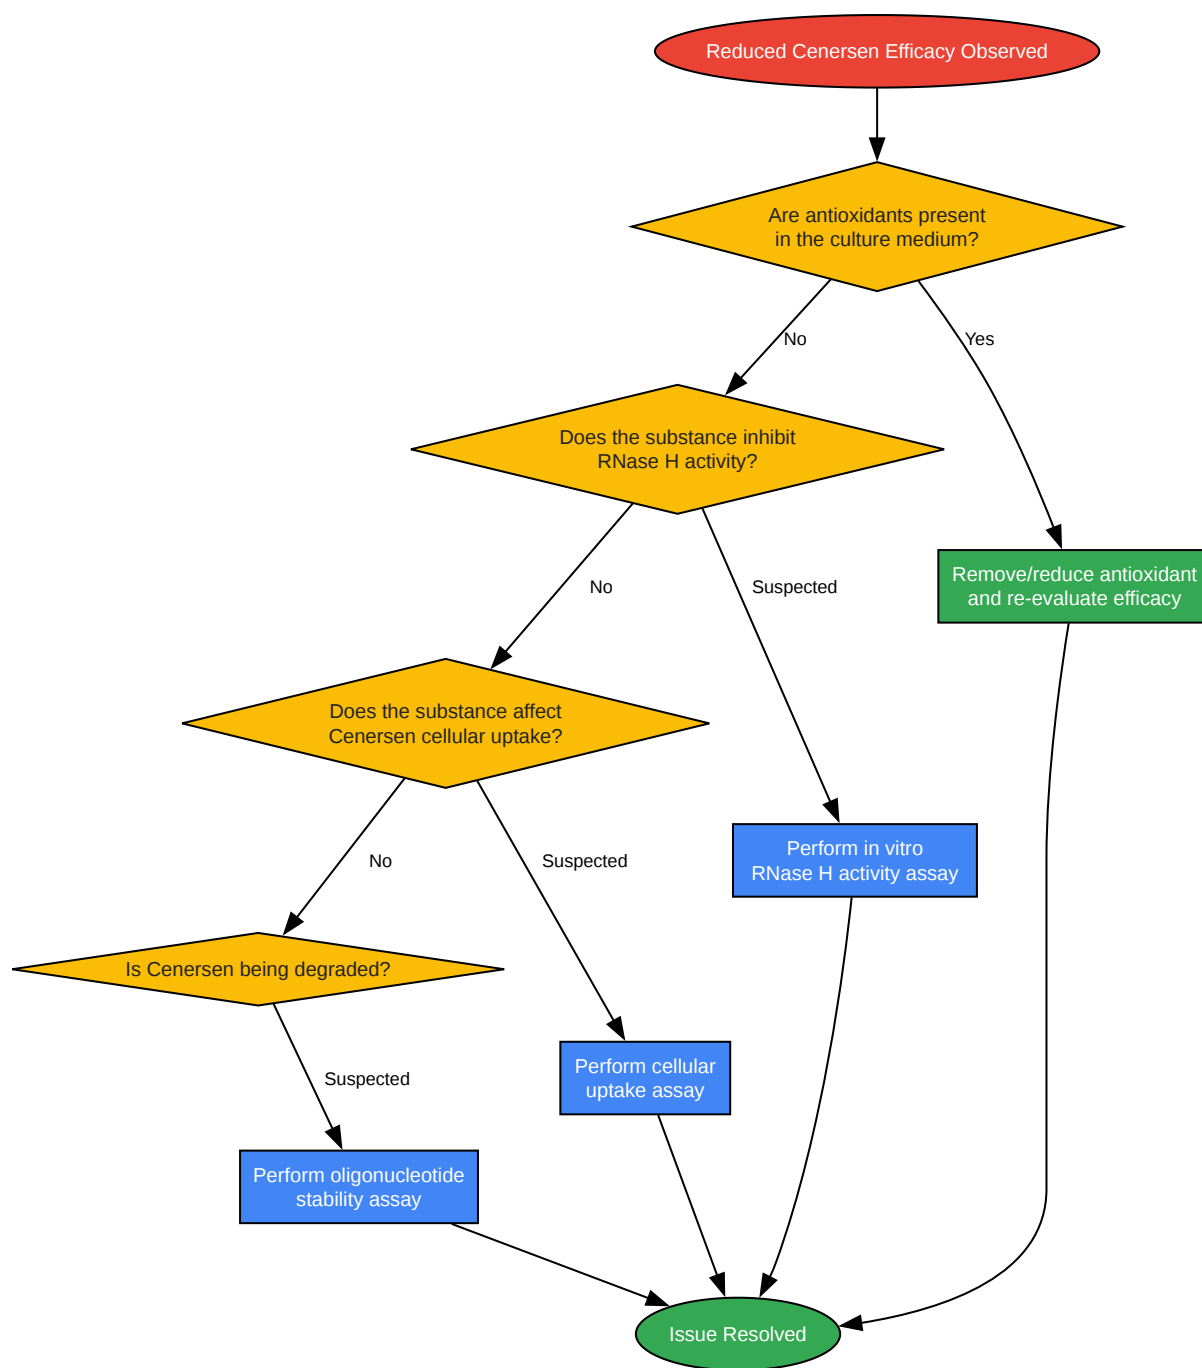 Reduced Cenersen Efficacy Observed
Are antioxidants present
in the culture medium?
No
Yes
Does the substance inhibit
RNase H activity?
No
Suspected
Remove/reduce antioxidant
and re-evaluate efficacy
Does the substance affect
Cenersen cellular uptake?
No
Suspected
Perform in vitro
RNase H activity assay
Is Cenersen being degraded?
Suspected
Perform cellular
uptake assay
Perform oligonucleotide
stability assay
Issue Resolved